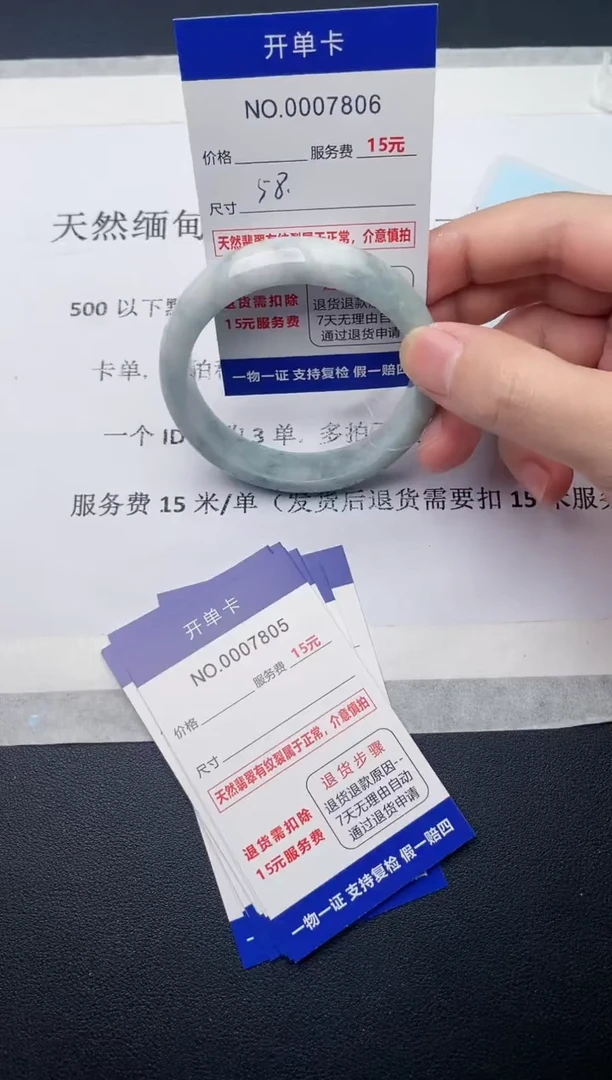 开单卡
NO.0007806
价格 服务费 15元
尺寸 58.
天然翡翠有纹裂属于正常，介意慎拍
退货需扣除
15元服务费
退货退款原
7天无理由自
通过退货申请
一物一证 支持复检 假一赔四
天然缅甸
500 以下
卡单.
一个 ID 3 单. 多拍
服务费 15 米/单（发货后退货需要扣 15 米服务
开单卡
NO.0007805
价格 服务费 15元
尺寸
天然翡翠有纹裂属于正常，介意慎拍
退货需扣除
15元服务费
退货步骤
退货退款原因--
7天无理由自动
通过退货申请
一物一证 支持复检 假一赔四